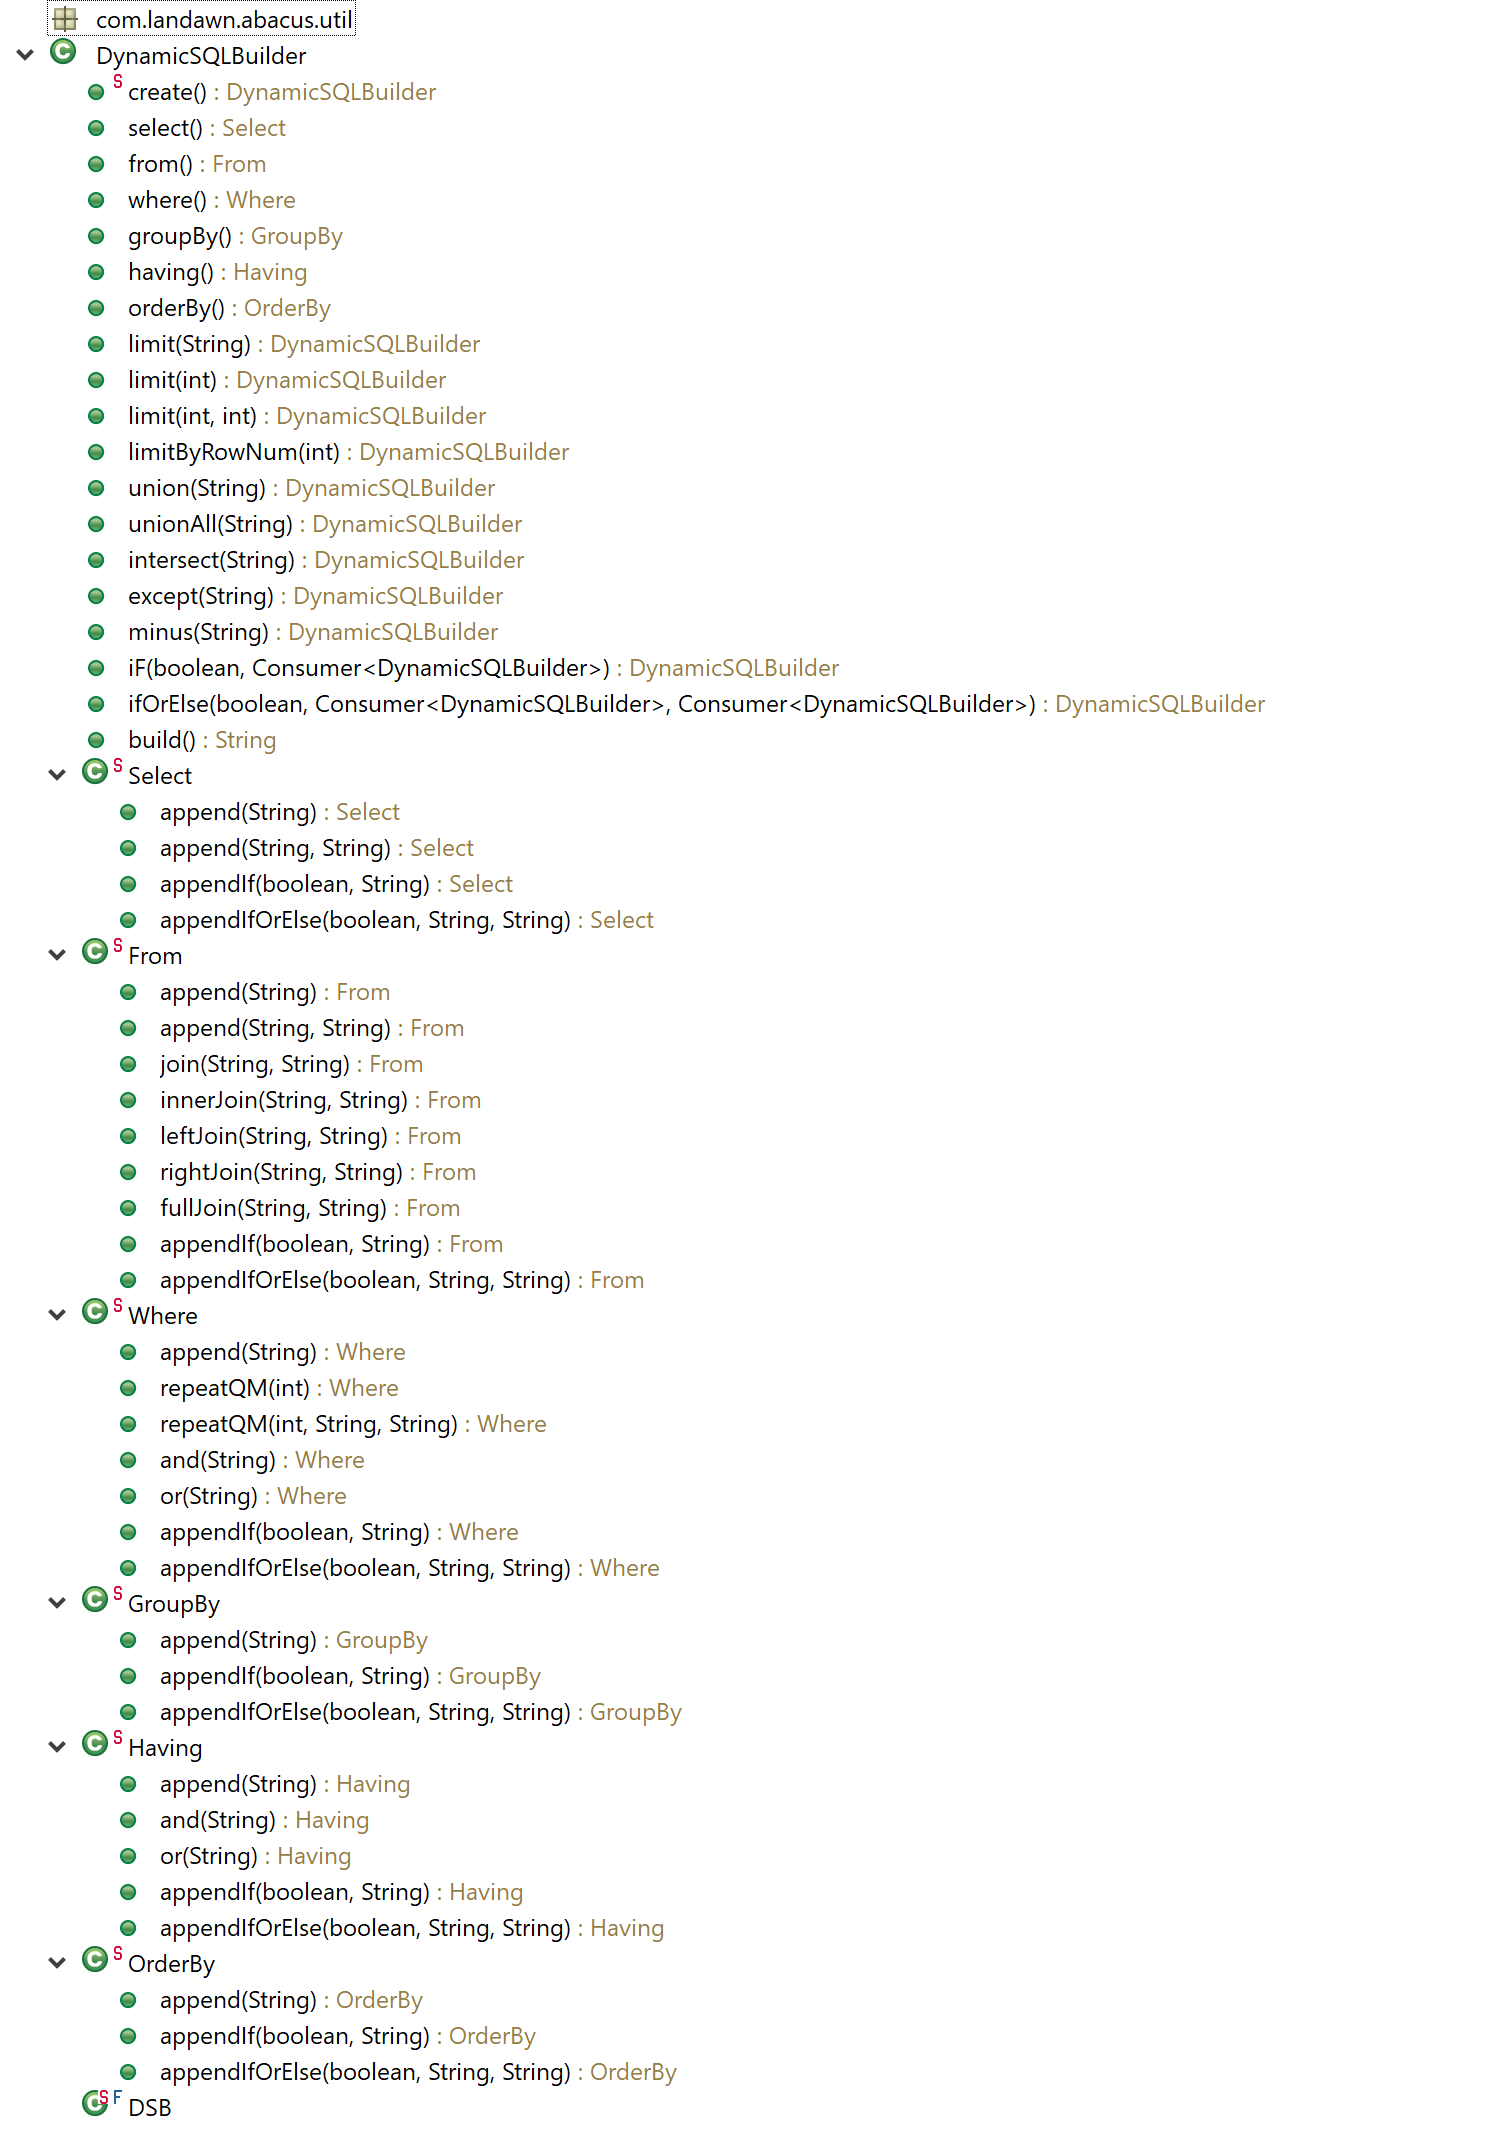 com.landawn.abacus.util
DynamicSQLBuilder
create() : DynamicSQLBuilder
select() : Select
from() : From
where() : Where
groupBy() : GroupBy
having() : Having
orderBy() : OrderBy
limit(String) : DynamicSQLBuilder
limit(int) : DynamicSQLBuilder
limit(int, int) : DynamicSQLBuilder
limitByRowNum(int) : DynamicSQLBuilder
union(String) : DynamicSQLBuilder
unionAll(String) : DynamicSQLBuilder
intersect(String) : DynamicSQLBuilder
except(String) : DynamicSQLBuilder
minus(String) : DynamicSQLBuilder
iF(boolean, Consumer<DynamicSQLBuilder>) : DynamicSQLBuilder
ifOrElse(boolean, Consumer<DynamicSQLBuilder>, Consumer<DynamicSQLBuilder>) : DynamicSQLBuilder
build() : String
Select
append(String) : Select
append(String, String) : Select
appendIf(boolean, String) : Select
appendIfOrElse(boolean, String, String) : Select
From
append(String) : From
append(String, String) : From
join(String, String) : From
innerJoin(String, String) : From
leftJoin(String, String) : From
rightJoin(String, String) : From
fullJoin(String, String) : From
appendIf(boolean, String) : From
appendIfOrElse(boolean, String, String) : From
Where
append(String) : Where
repeatQM(int) : Where
repeatQM(int, String, String) : Where
and(String) : Where
or(String) : Where
appendIf(boolean, String) : Where
appendIfOrElse(boolean, String, String) : Where
GroupBy
append(String) : GroupBy
appendIf(boolean, String) : GroupBy
appendIfOrElse(boolean, String, String) : GroupBy
Having
append(String) : Having
and(String) : Having
or(String) : Having
appendIf(boolean, String) : Having
appendIfOrElse(boolean, String, String) : Having
OrderBy
append(String) : OrderBy
appendIf(boolean, String) : OrderBy
appendIfOrElse(boolean, String, String) : OrderBy
DSB